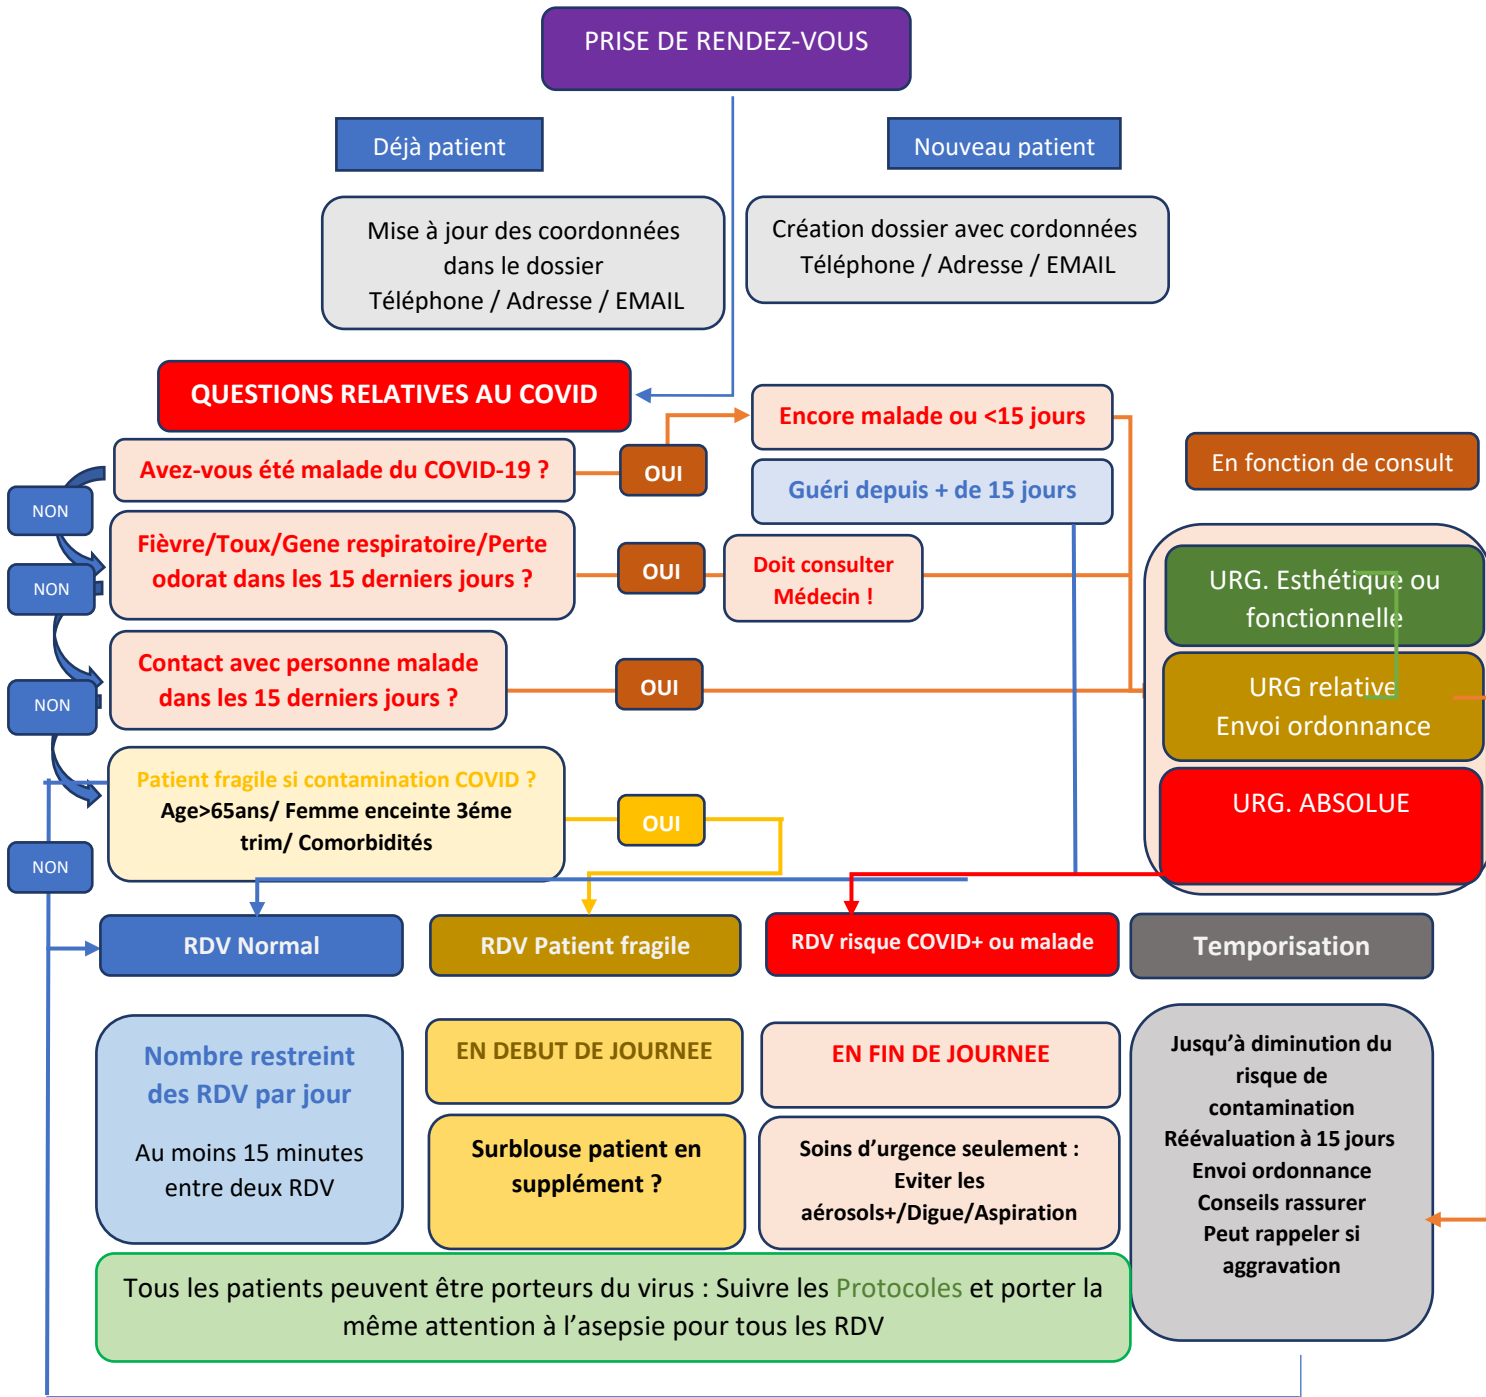 PRISE DE RENDEZ-VOUS
Déjà patient
Nouveau patient
Mise à jour des coordonnées
dans le dossier
Téléphone / Adresse / EMAIL
Création dossier avec cordonnées
Téléphone / Adresse / EMAIL
QUESTIONS RELATIVES AU COVID
Encore malade ou <15 jours
Avez-vous été malade du COVID-19 ?
OUI
Guéri depuis + de 15 jours
En fonction de consult
NON
Fièvre/Toux/Gene respiratoire/Perte
odorat dans les 15 derniers jours ?
OUI
Doit consulter
Médecin !
URG. Esthétique ou
fonctionnelle
NON
Contact avec personne malade
dans les 15 derniers jours ?
OUI
URG relative
Envoi ordonnance
NON
Patient fragile si contamination COVID ?
Age>65ans/ Femme enceinte 3éme
trim/ Comorbidités
OUI
URG. ABSOLUE
NON
RDV Normal
RDV Patient fragile
RDV risque COVID+ ou malade
Temporisation
Nombre restreint
des RDV par jour
Au moins 15 minutes
entre deux RDV
EN DEBUT DE JOURNEE
Surblouse patient en
supplément ?
EN FIN DE JOURNEE
Soins d’urgence seulement :
Eviter les
aérosols+/Digue/Aspiration
Jusqu’à diminution du
risque de
contamination
Réévaluation à 15 jours
Envoi ordonnance
Conseils rassurer
Peut rappeler si
aggravation
Tous les patients peuvent être porteurs du virus : Suivre les Protocoles et porter la
même attention à l’asepsie pour tous les RDV